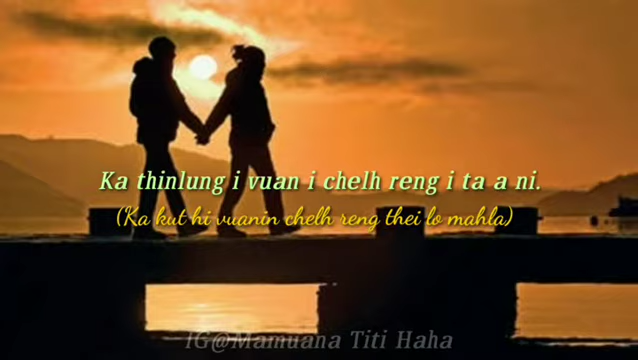 Ka thinlung i vuan i chelh reng i ta a ni.
(Ka kut hi vuanin chelh reng thei lo mahla)
IG@Mamuana Titi Haha